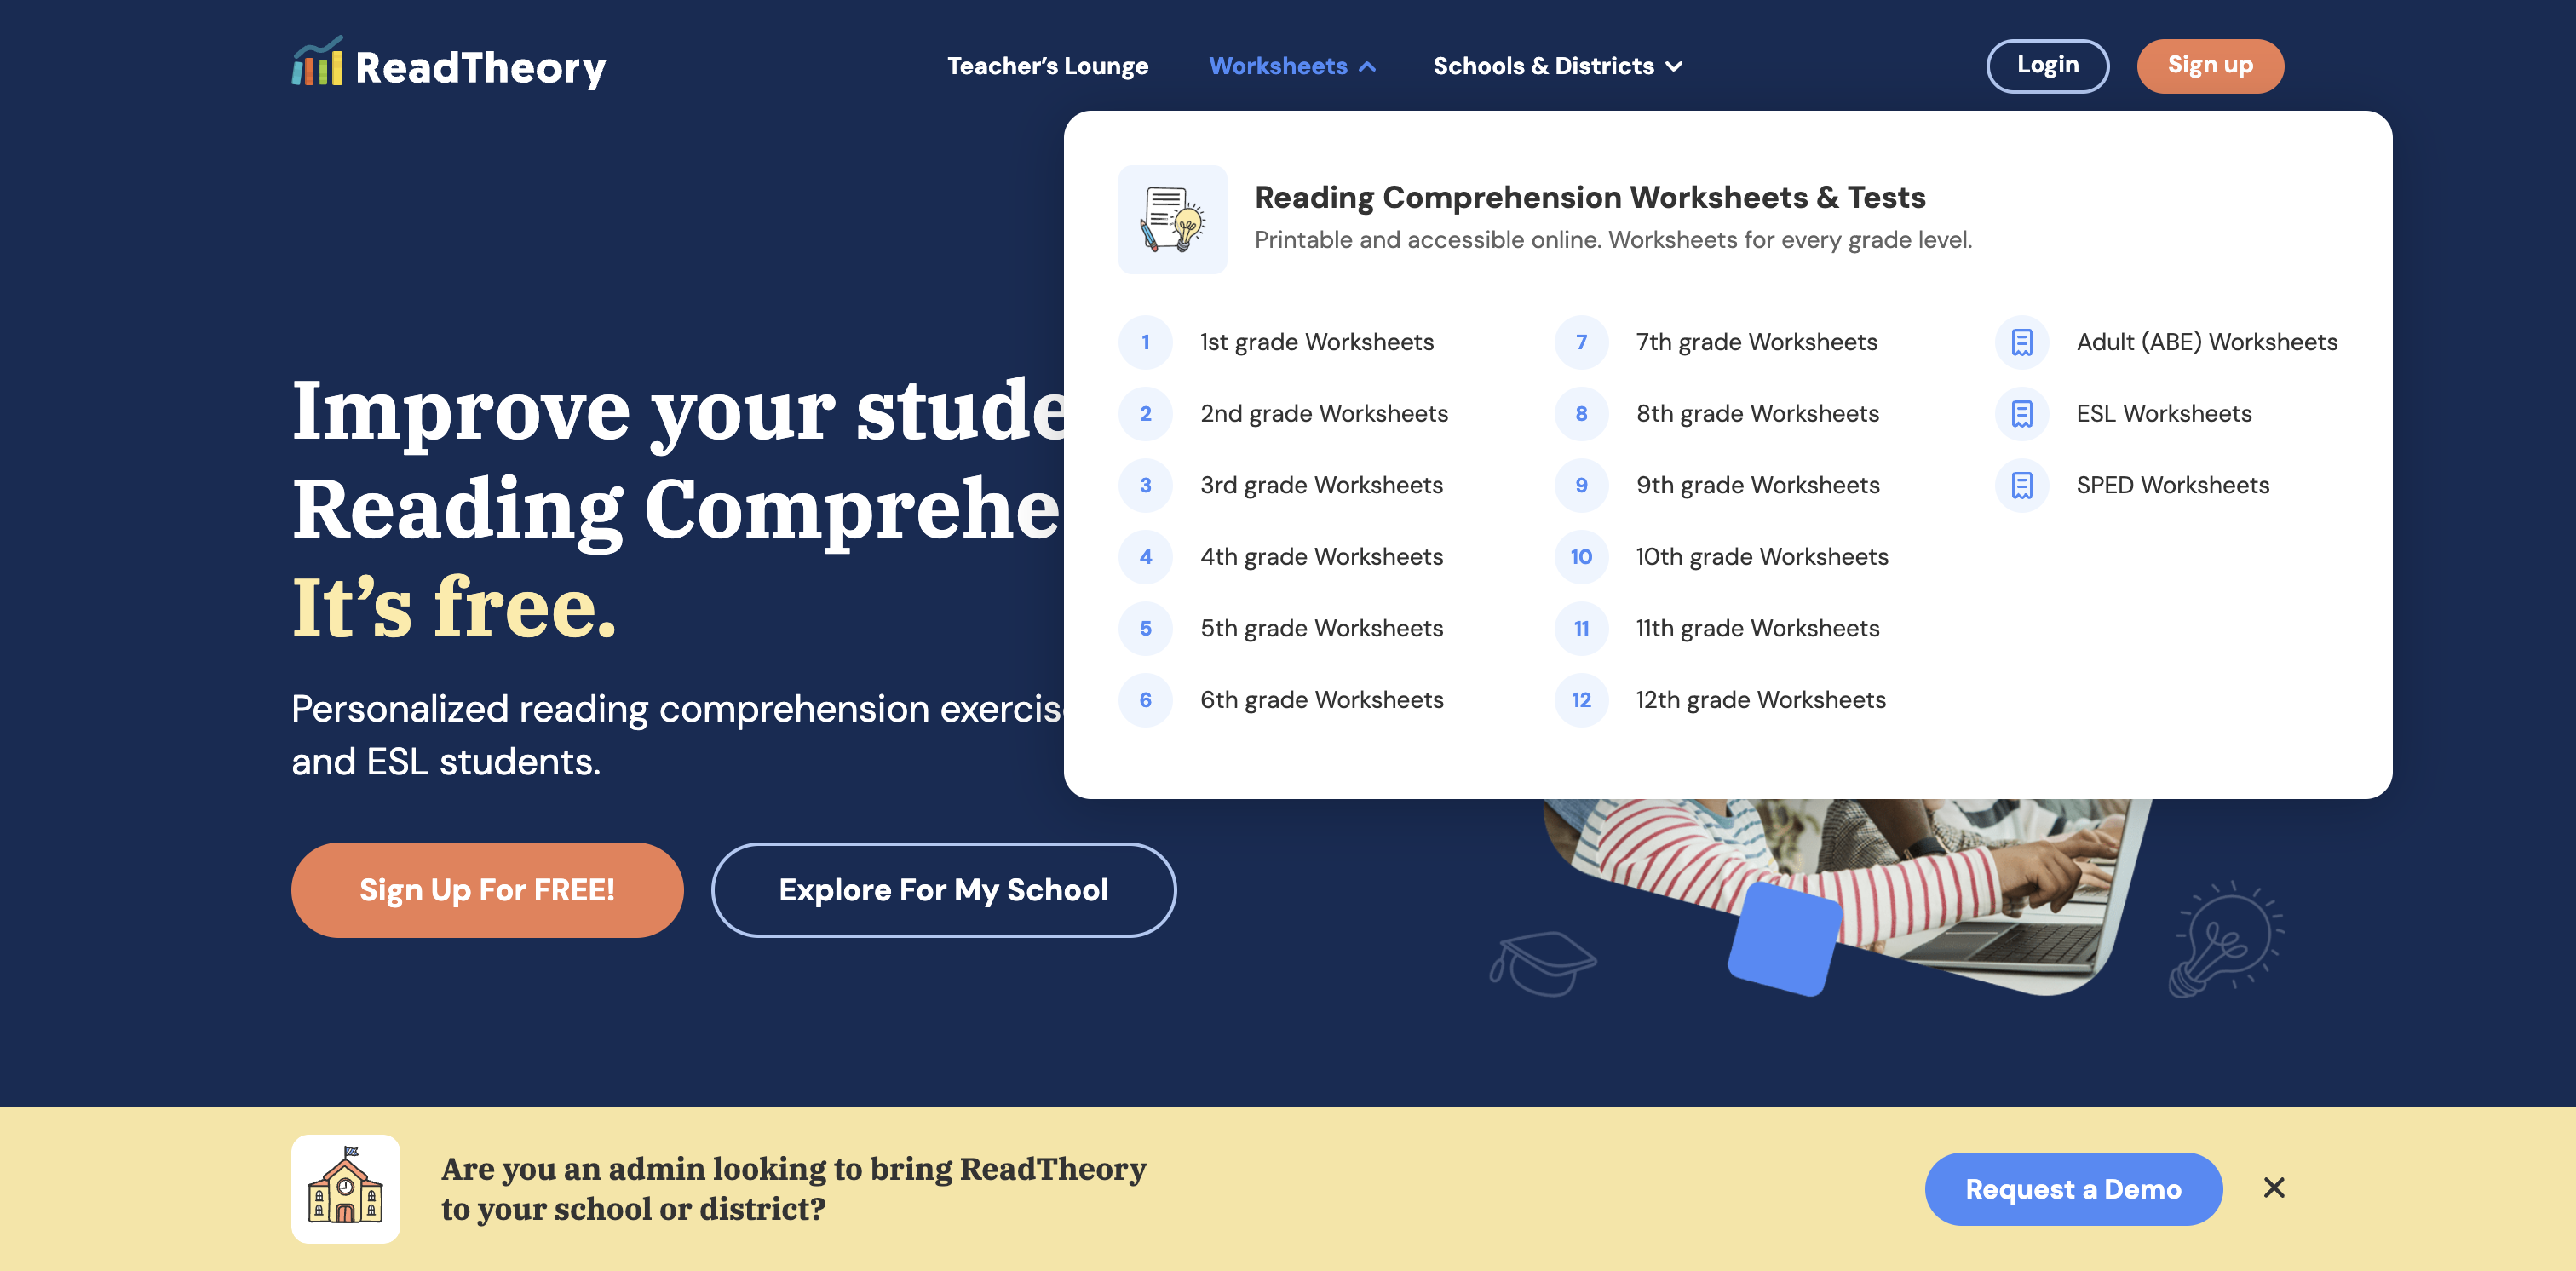 ReadTheory
Teacher's Lounge
Worksheets
Schools & Districts
Login
Sign up
Reading Comprehension Worksheets & Tests
Printable and accessible online. Worksheets for every grade level.
1 1st grade Worksheets
2 2nd grade Worksheets
3 3rd grade Worksheets
4 4th grade Worksheets
5 5th grade Worksheets
6 6th grade Worksheets
7 7th grade Worksheets
8 8th grade Worksheets
9 9th grade Worksheets
10 10th grade Worksheets
11 11th grade Worksheets
12 12th grade Worksheets
Adult (ABE) Worksheets
ESL Worksheets
SPED Worksheets
Improve your stude
Reading Comprehe
It’s free.
Personalized reading comprehension exercis
and ESL students.
Sign Up For FREE!
Explore For My School
Are you an admin looking to bring ReadTheory
to your school or district?
Request a Demo